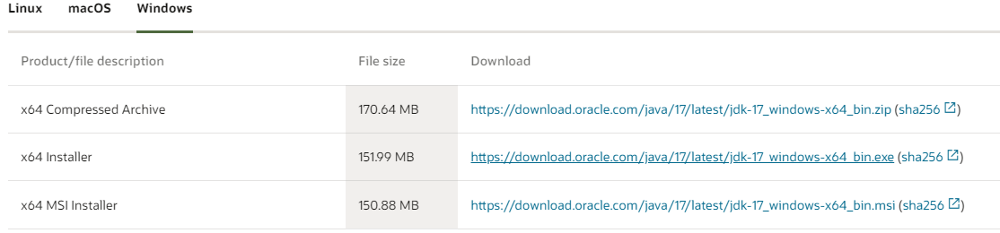 Linux macOS Windows
Product/file description File size Download
x64 Compressed Archive 170.64 MB https://download.oracle.com/java/17/latest/jdk-17_windows-x64_bin.zip (sha256)
x64 Installer 151.99 MB https://download.oracle.com/java/17/latest/jdk-17_windows-x64_bin.exe (sha256)
x64 MSI Installer 150.88 MB https://download.oracle.com/java/17/latest/jdk-17_windows-x64_bin.msi (sha256)